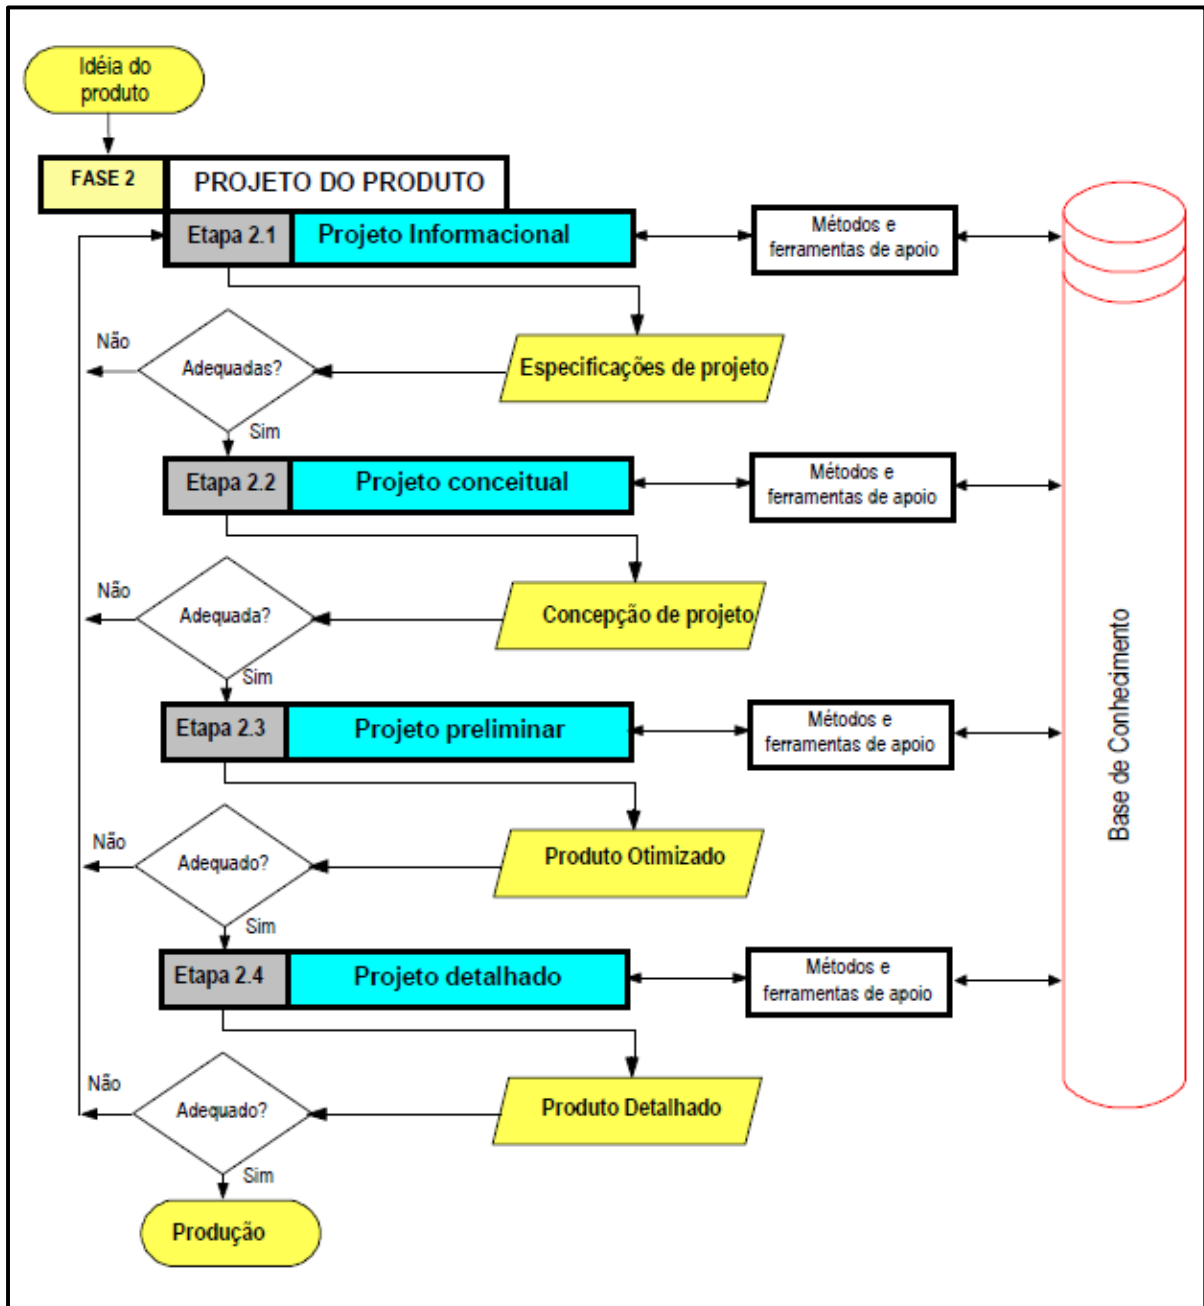 Idéia do
produto
FASE 2
PROJETO DO PRODUTO
Etapa 2.1
Projeto Informacional
Métodos e
ferramentas de apoio
Não
Adequadas?
Especificações de projeto
Sim
Etapa 2.2
Projeto conceitual
Métodos e
ferramentas de apoio
Não
Adequada?
Concepção de projeto
Sim
Etapa 2.3
Projeto preliminar
Métodos e
ferramentas de apoio
Não
Adequado?
Produto Otimizado
Sim
Etapa 2.4
Projeto detalhado
Métodos e
ferramentas de apoio
Não
Adequado?
Produto Detalhado
Sim
Produção
Base de Conhecimento